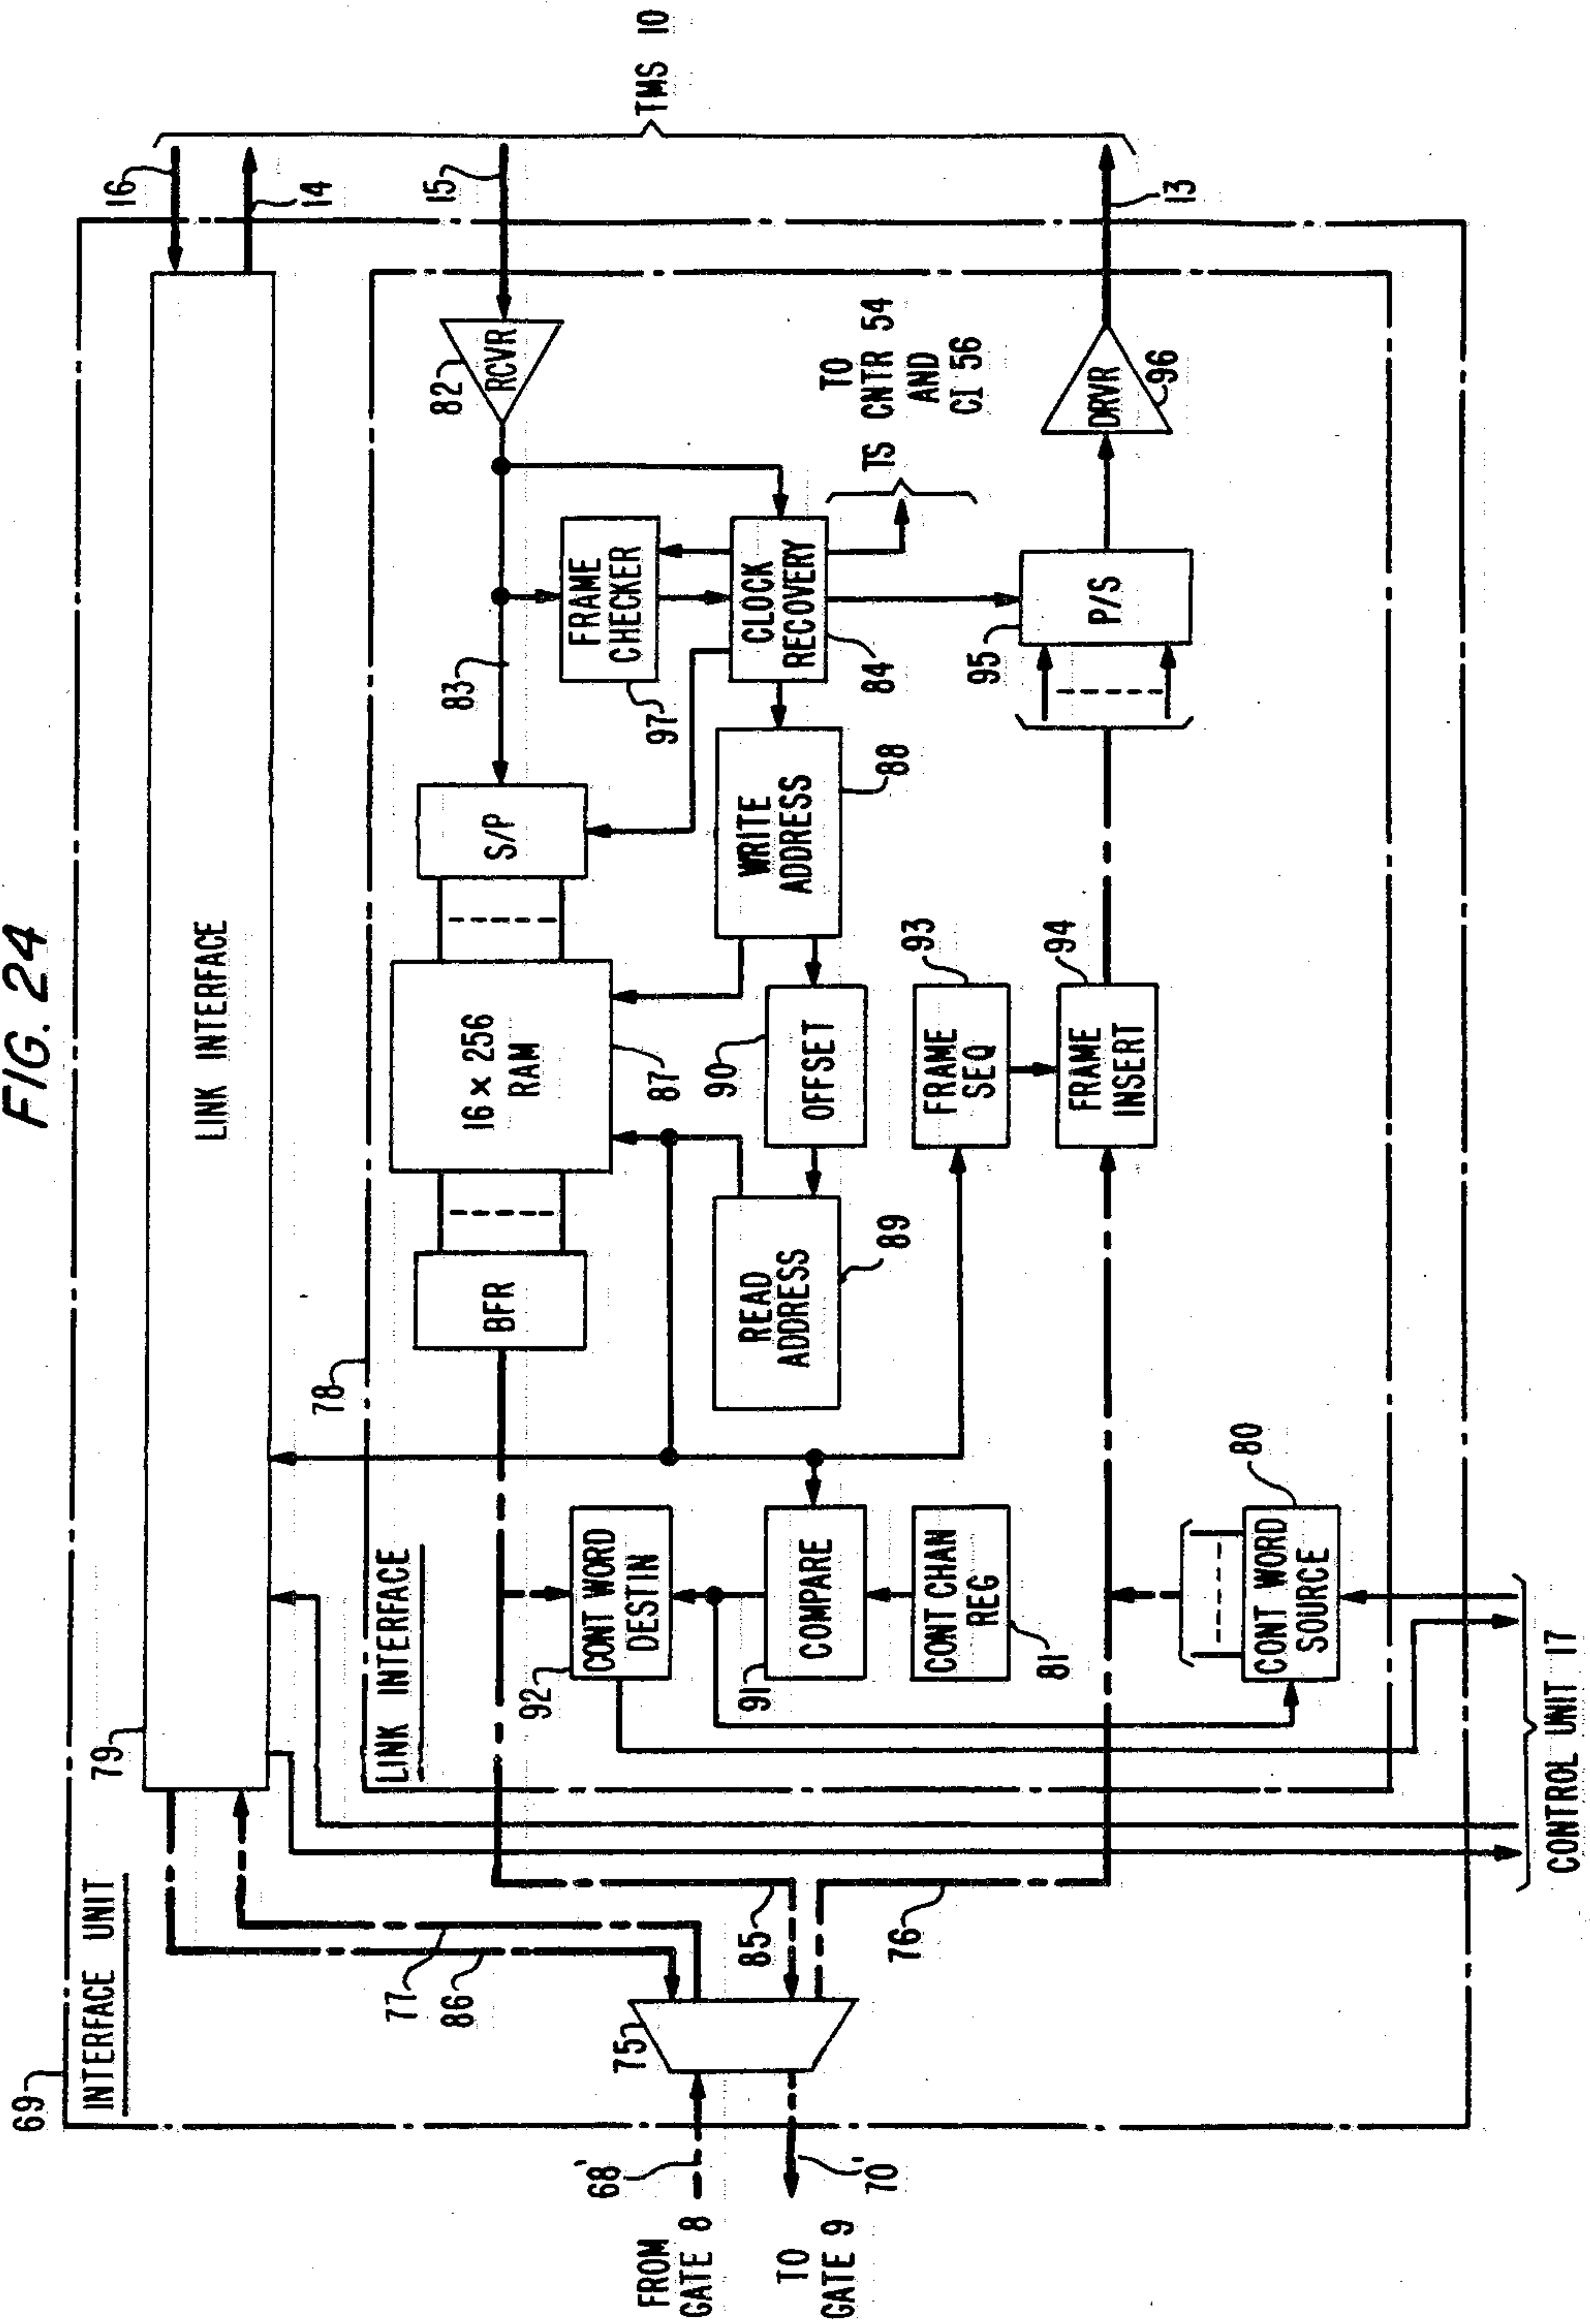 FIG. 24
69
INTERFACE UNIT
79
LINK INTERFACE
16
14
TMS 10
78
LINK INTERFACE
BFR
16 × 256
RAM
87
S/P
83
82
RCVR
15
77
86
75
68'
FROM
GATE 8
70'
TO
GATE 9
85
76
92
CONT WORD
DESTIN
91
COMPARE
CONT CHAN
REG
81
READ
ADDRESS
89
90
OFFSET
WRITE
ADDRESS
88
FRAME
CHECKER
97
CLOCK
RECOVERY
84
TS
TO
CNTR 54
AND
CI 56
93
FRAME
SEQ
94
FRAME
INSERT
95
P/S
DRVR
96
13
80
CONT WORD
SOURCE
CONTROL UNIT 17